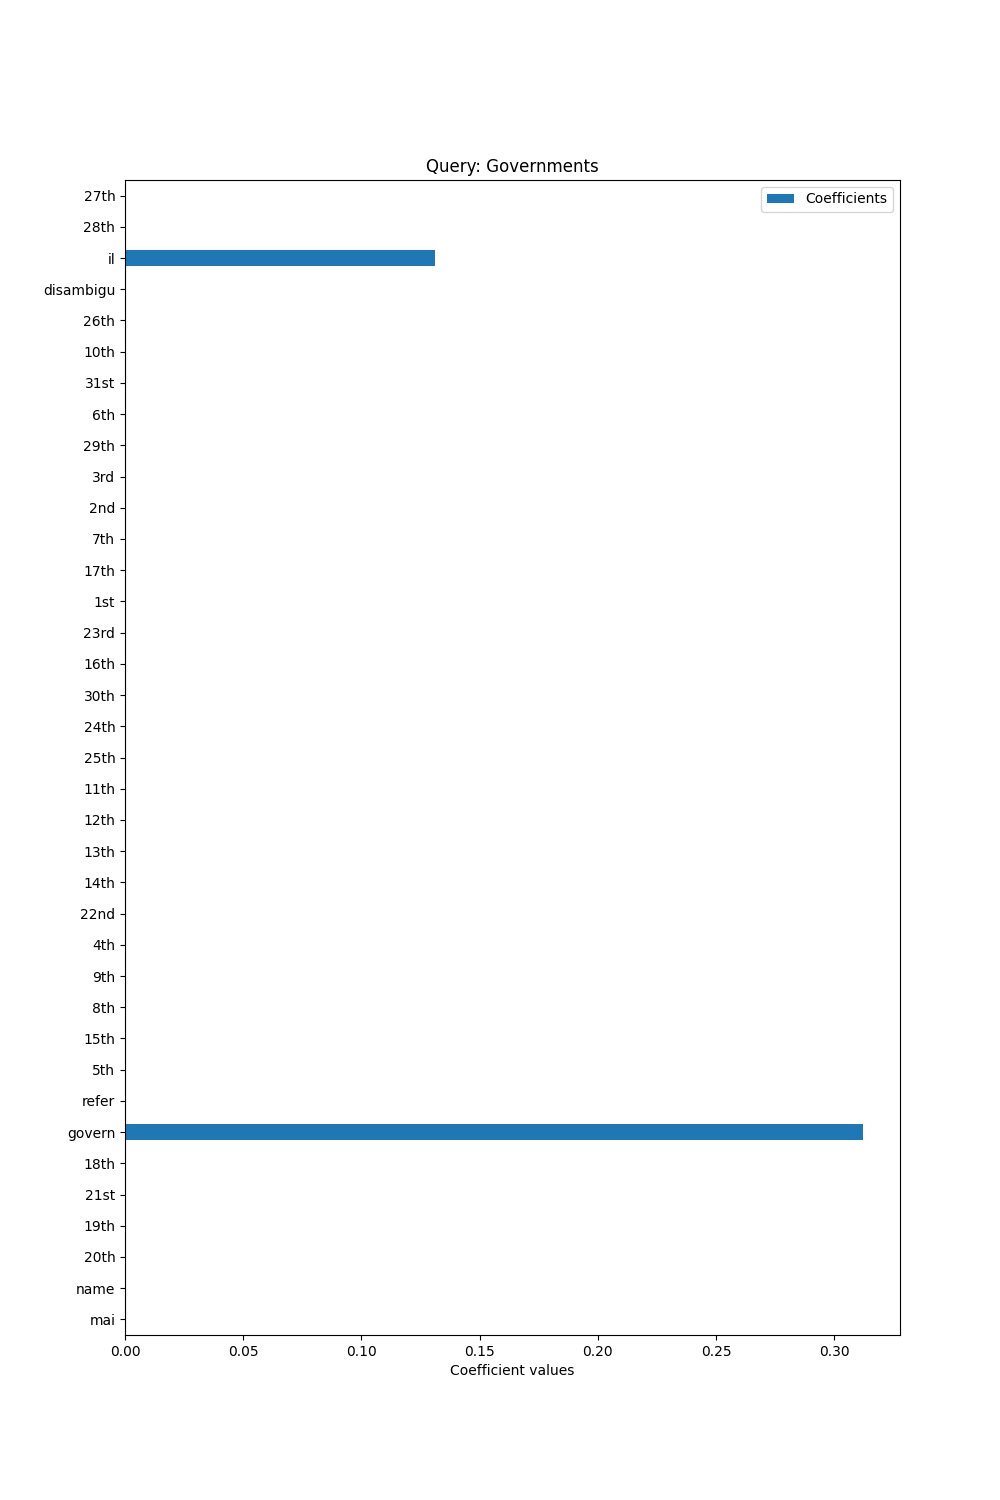 Query: Governments
Coefficients
27th
28th
il
disambigu
26th
10th
31st
6th
29th
3rd
2nd
7th
17th
1st
23rd
16th
30th
24th
25th
11th
12th
13th
14th
22nd
4th
9th
8th
15th
5th
refer
govern
18th
21st
19th
20th
name
mai
0.00 0.05 0.10 0.15 0.20 0.25 0.30
Coefficient values